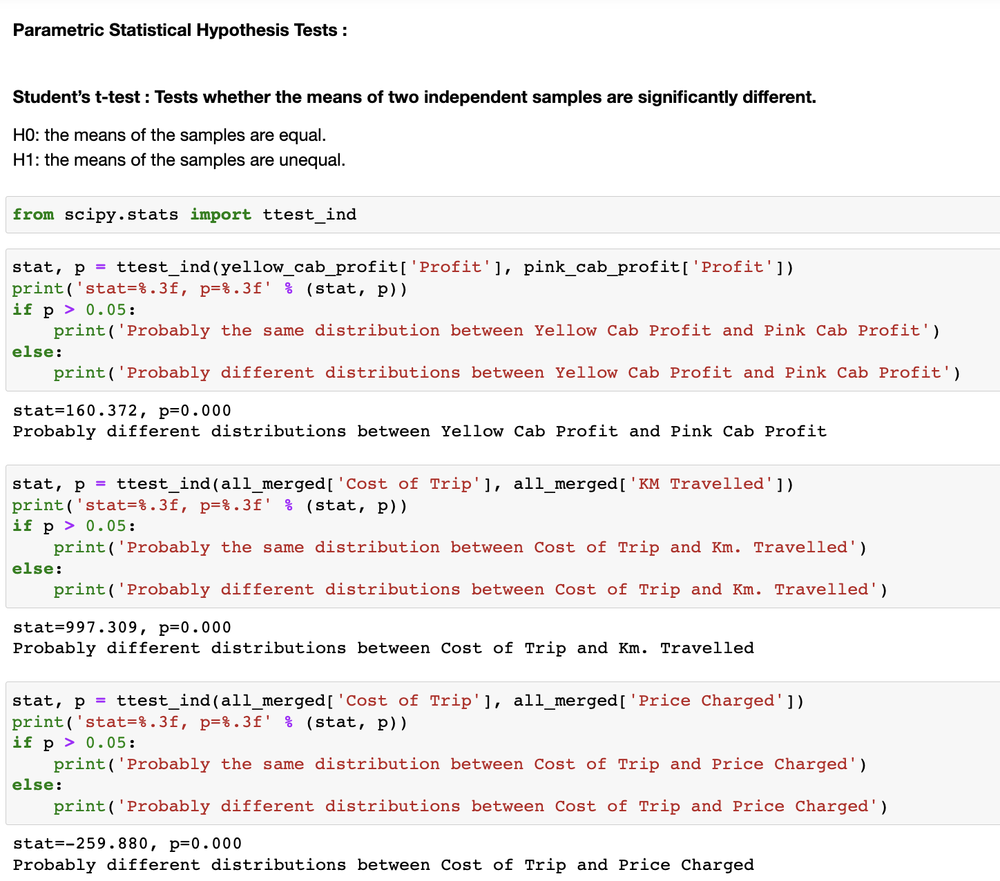 Parametric Statistical Hypothesis Tests :
Student’s t-test : Tests whether the means of two independent samples are significantly different.
H0: the means of the samples are equal.
H1: the means of the samples are unequal.
from scipy.stats import ttest_ind
stat, p = ttest_ind(yellow_cab_profit['Profit'], pink_cab_profit['Profit'])
print('stat=%.3f, p=%.3f' % (stat, p))
if p > 0.05:
    print('Probably the same distribution between Yellow Cab Profit and Pink Cab Profit')
else:
    print('Probably different distributions between Yellow Cab Profit and Pink Cab Profit')
stat=160.372, p=0.000
Probably different distributions between Yellow Cab Profit and Pink Cab Profit
stat, p = ttest_ind(all_merged['Cost of Trip'], all_merged['KM Travelled'])
print('stat=%.3f, p=%.3f' % (stat, p))
if p > 0.05:
    print('Probably the same distribution between Cost of Trip and Km. Travelled')
else:
    print('Probably different distributions between Cost of Trip and Km. Travelled')
stat=997.309, p=0.000
Probably different distributions between Cost of Trip and Km. Travelled
stat, p = ttest_ind(all_merged['Cost of Trip'], all_merged['Price Charged'])
print('stat=%.3f, p=%.3f' % (stat, p))
if p > 0.05:
    print('Probably the same distribution between Cost of Trip and Price Charged')
else:
    print('Probably different distributions between Cost of Trip and Price Charged')
stat=-259.880, p=0.000
Probably different distributions between Cost of Trip and Price Charged